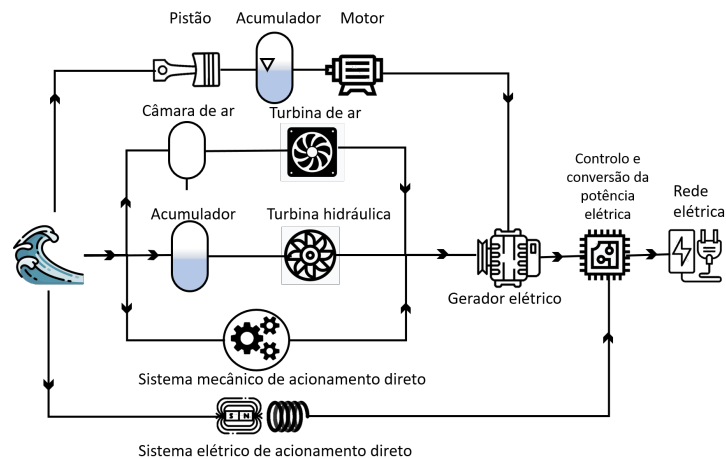 Pistão
Acumulador
Motor
Câmara de ar
Turbina de ar
Controlo e
conversão da
potência
elétrica
Rede
elétrica
Acumulador
Turbina hidráulica
Gerador elétrico
Sistema mecânico de acionamento direto
S N
Sistema elétrico de acionamento direto